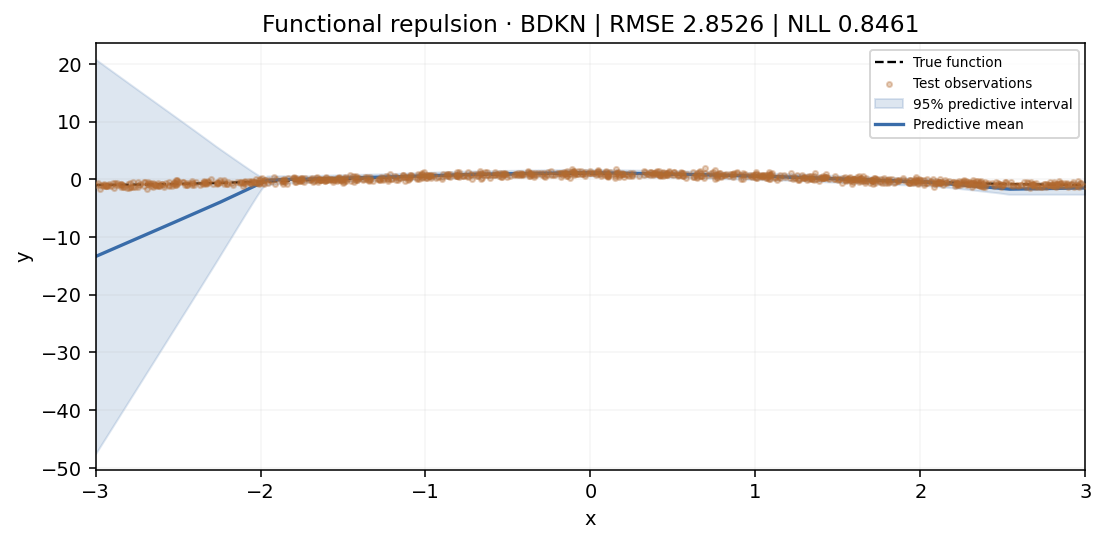 Functional repulsion · BDKN | RMSE 2.8526 | NLL 0.8461
True function
Test observations
95% predictive interval
Predictive mean
y
20
10
0
−10
−20
−30
−40
−50
−3
−2
−1
0
1
2
3
x